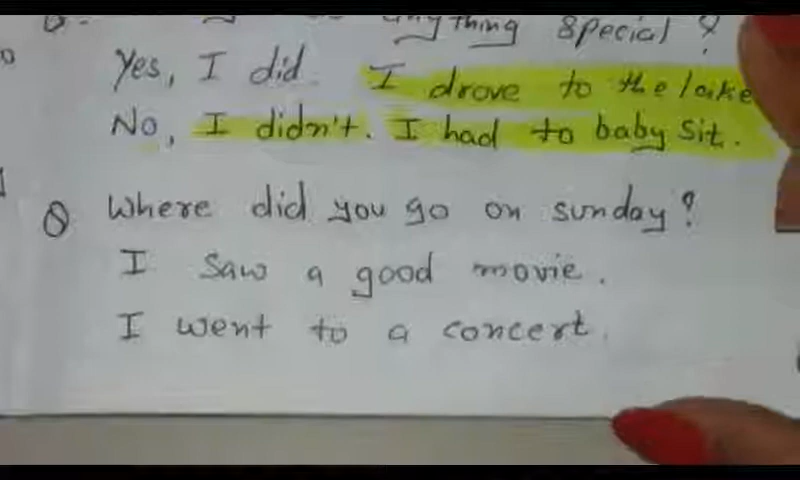 anything special?
Yes, I did. I drove to the lake
No, I didn't. I had to baby sit.
Q Where did you go on sunday?
I saw a good movie.
I went to a concert.